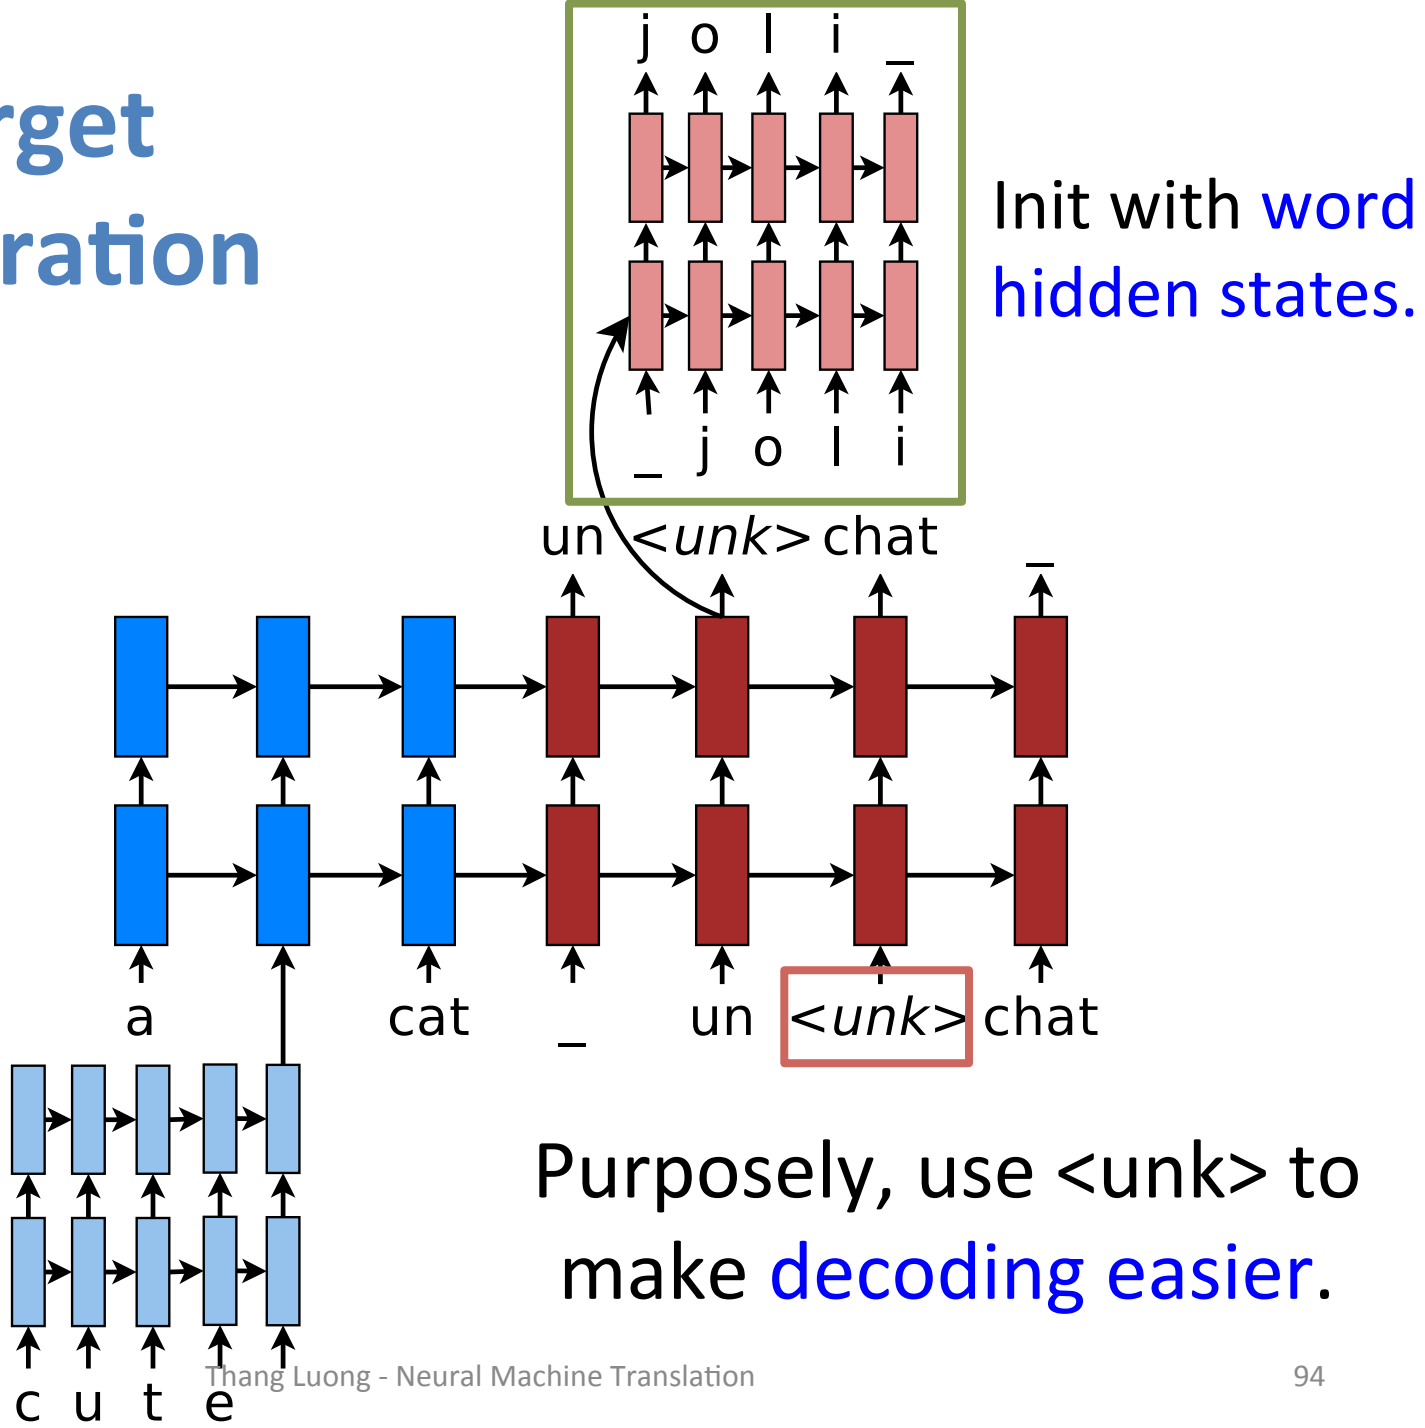 rget
ration
j o l i _
Init with word
hidden states.
_ j o l i
un <unk> chat _
a cat _ un <unk> chat
Purposely, use <unk> to
make decoding easier.
c u t e
Thang Luong - Neural Machine Translation 94